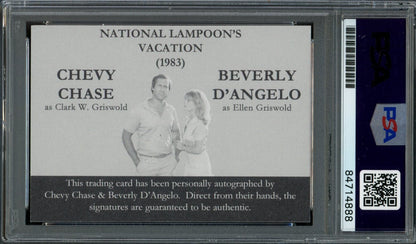 NATIONAL LAMPOON'S
VACATION
(1983)
CHEVY
CHASE
as Clark W. Griswold
BEVERLY
D'ANGELO
as Ellen Griswold
This trading card has been personally autographed by
Chevy Chase & Beverly D'Angelo. Direct from their hands, the
signatures are guaranteed to be authentic.
PSA
PSA
84714888